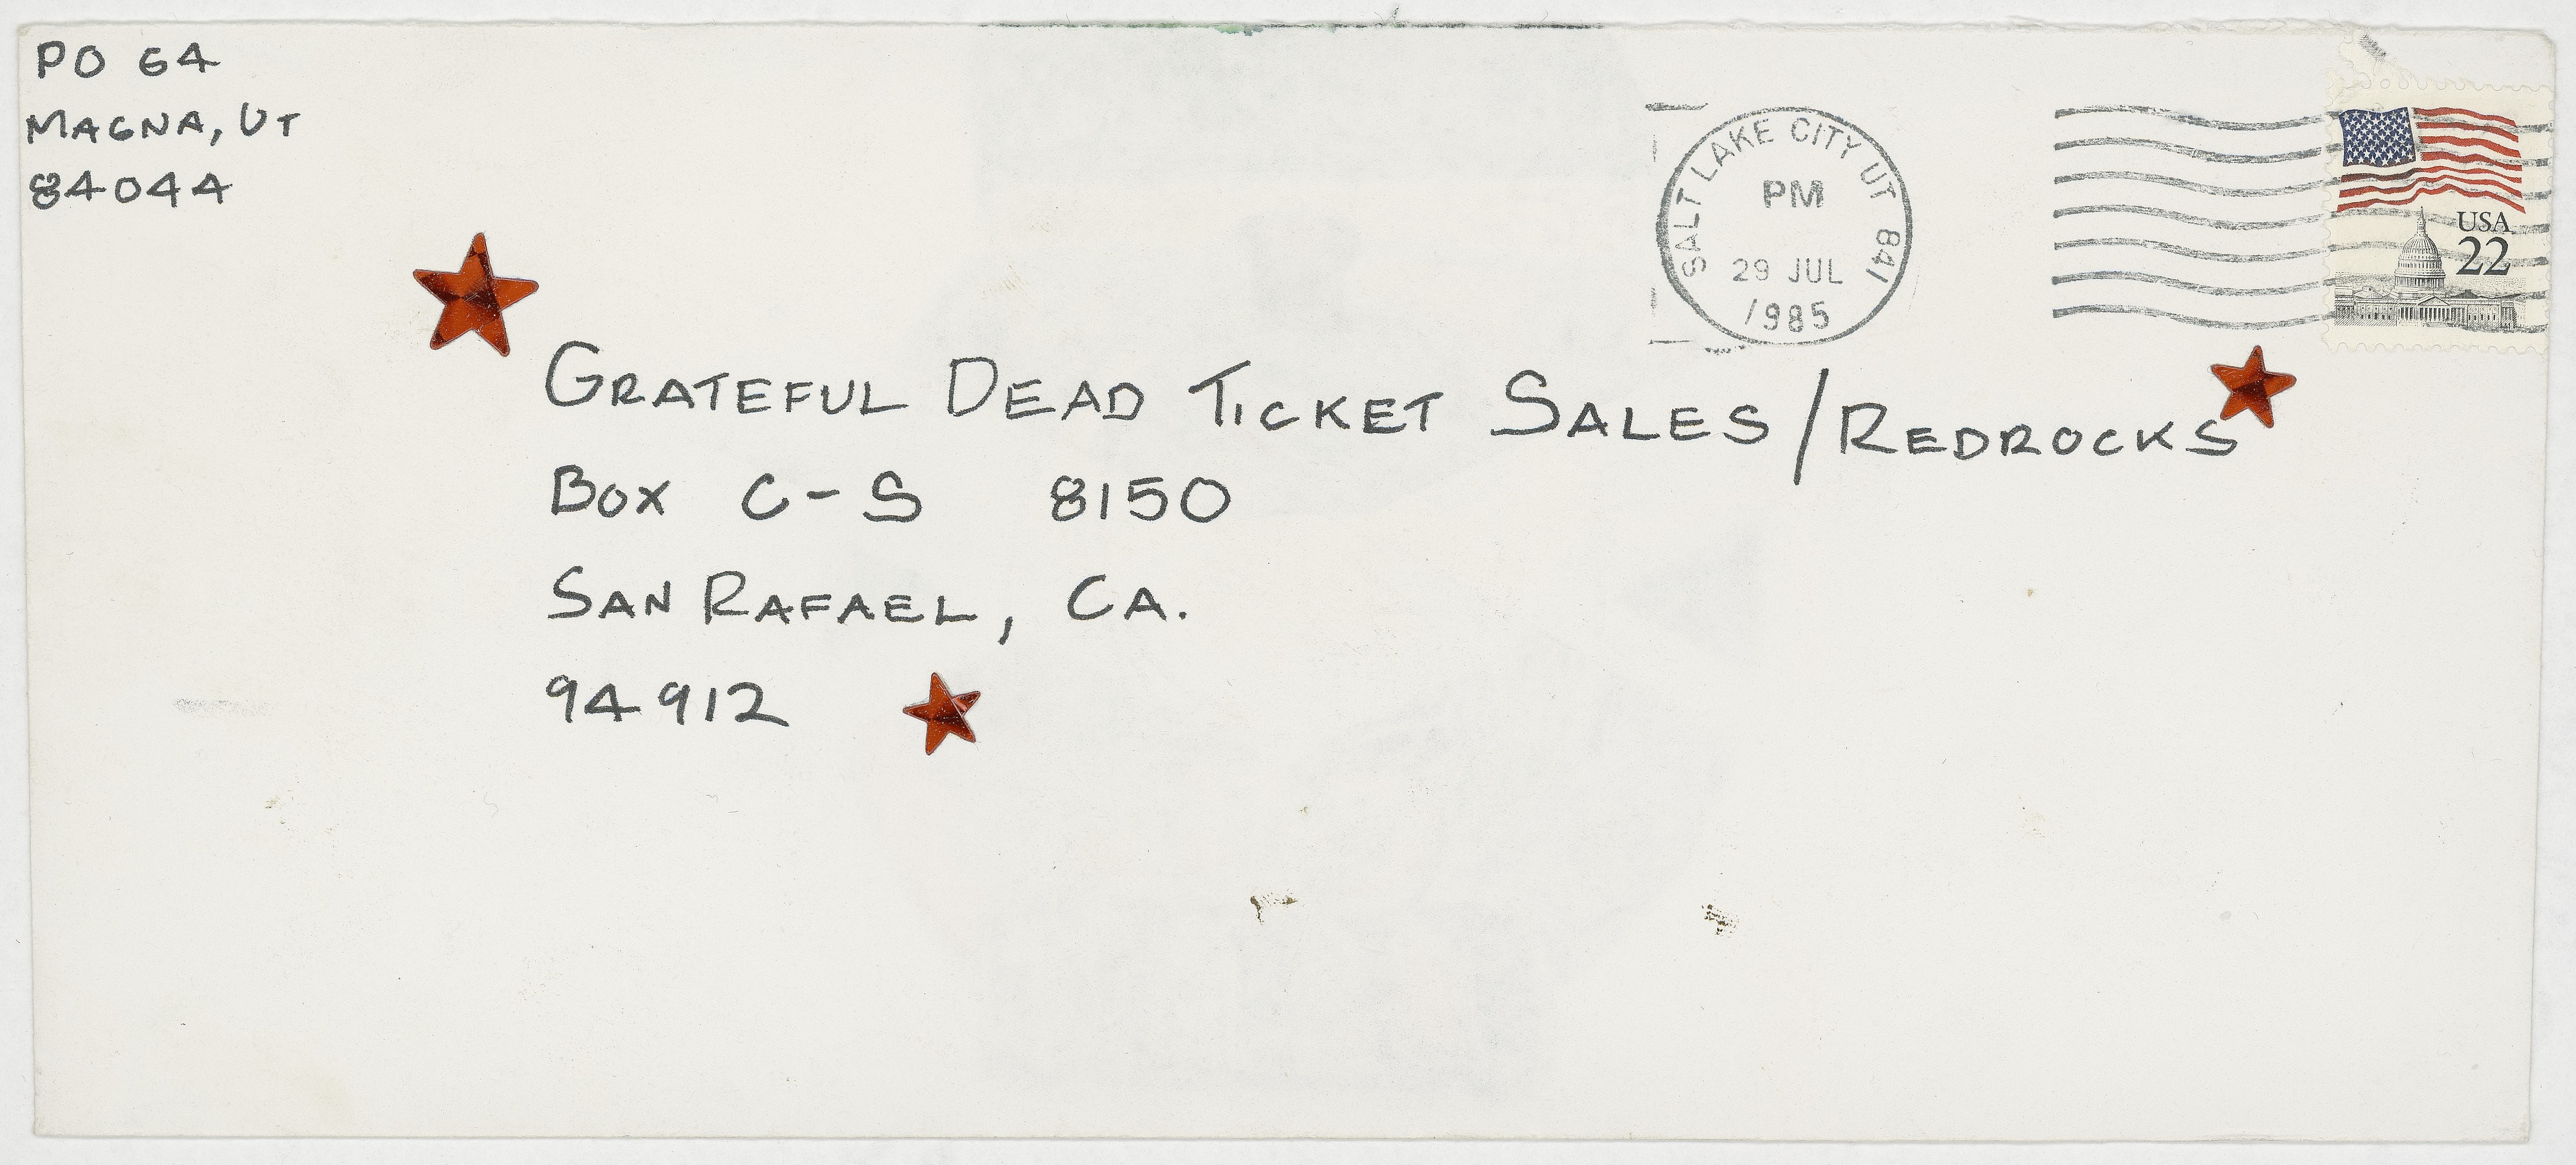 PO 64
MAGNA, UT
84044
SALT LAKE CITY UT 841
PM
29 JUL
1985
USA
22
GRATEFUL DEAD TICKET SALES/REDROCKS
BOX C-S 8150
SAN RAFAEL, CA.
94912